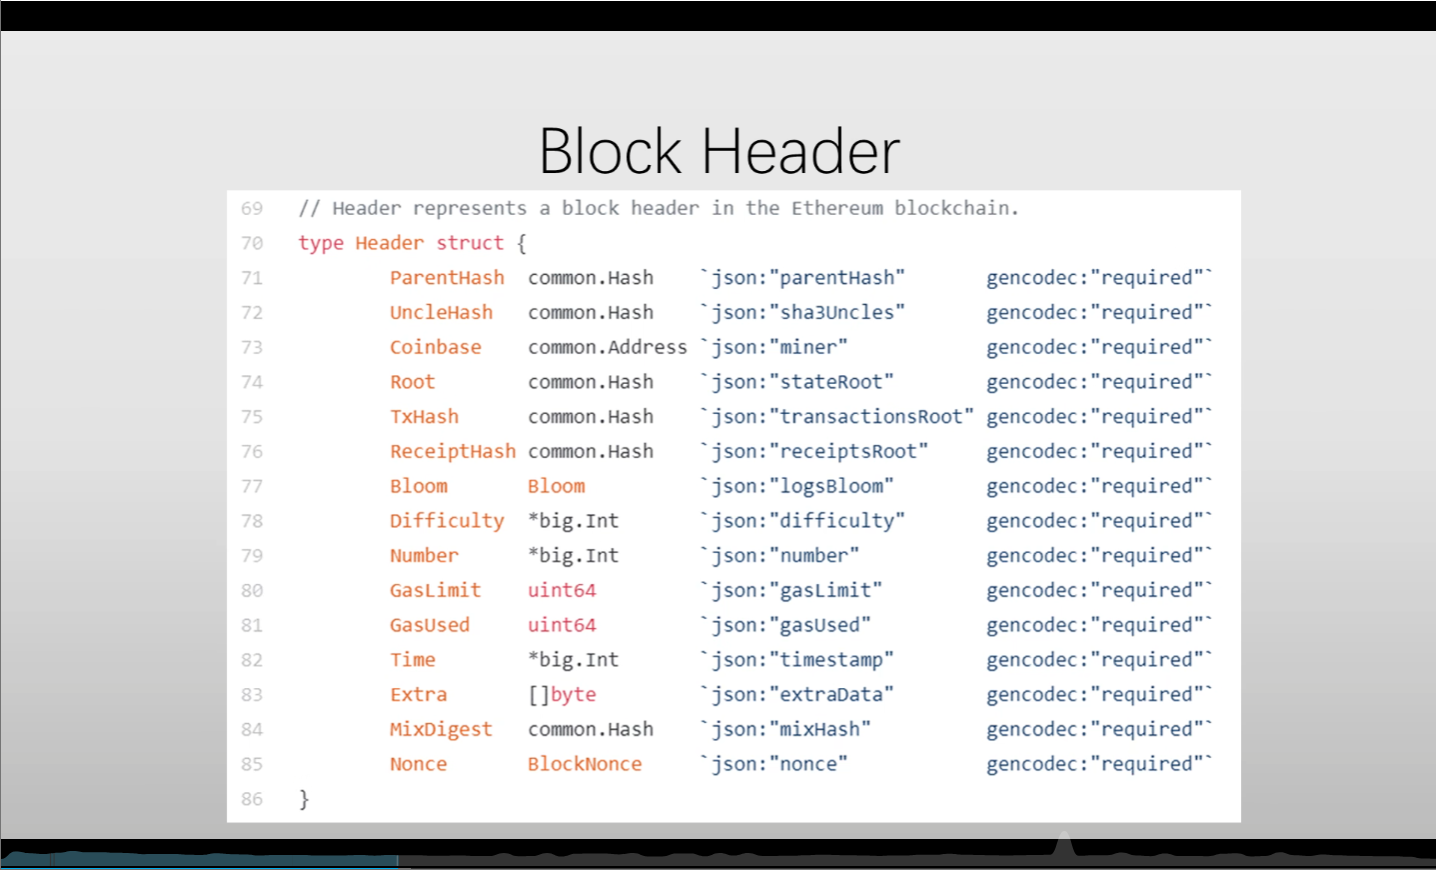 Block Header
69 // Header represents a block header in the Ethereum blockchain.
70 type Header struct {
71 ParentHash common.Hash `json:"parentHash" gencodec:"required"`
72 UncleHash common.Hash `json:"sha3Uncles" gencodec:"required"`
73 Coinbase common.Address `json:"miner" gencodec:"required"`
74 Root common.Hash `json:"stateRoot" gencodec:"required"`
75 TxHash common.Hash `json:"transactionsRoot" gencodec:"required"`
76 ReceiptHash common.Hash `json:"receiptsRoot" gencodec:"required"`
77 Bloom Bloom `json:"logsBloom" gencodec:"required"`
78 Difficulty *big.Int `json:"difficulty" gencodec:"required"`
79 Number *big.Int `json:"number" gencodec:"required"`
80 GasLimit uint64 `json:"gasLimit" gencodec:"required"`
81 GasUsed uint64 `json:"gasUsed" gencodec:"required"`
82 Time *big.Int `json:"timestamp" gencodec:"required"`
83 Extra []byte `json:"extraData" gencodec:"required"`
84 MixDigest common.Hash `json:"mixHash" gencodec:"required"`
85 Nonce BlockNonce `json:"nonce" gencodec:"required"`
86 }